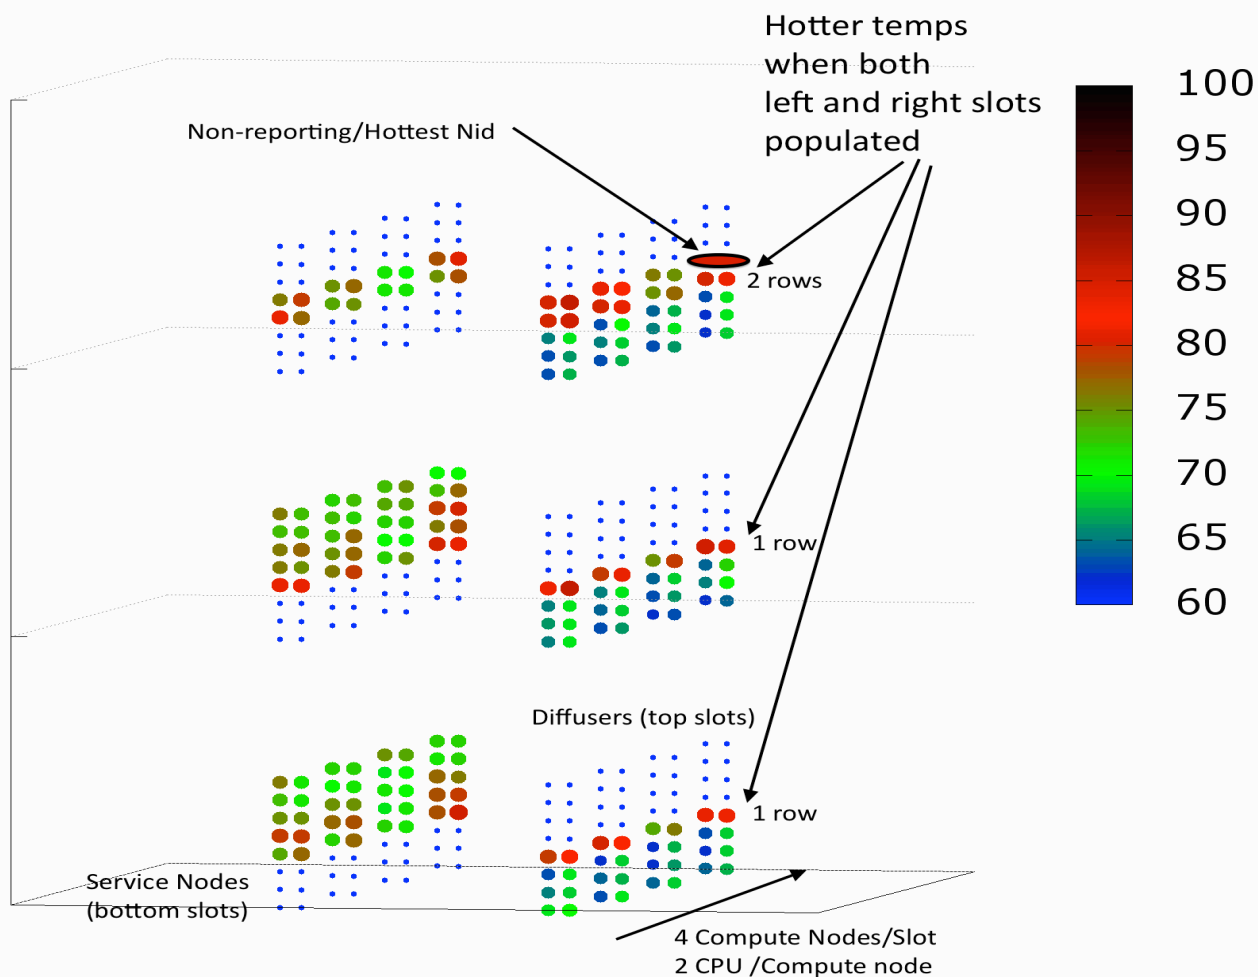 Hotter temps
when both
left and right slots
populated
Non-reporting/Hottest Nid
2 rows
1 row
Diffusers (top slots)
1 row
Service Nodes
(bottom slots)
4 Compute Nodes/Slot
2 CPU /Compute node
100
95
90
85
80
75
70
65
60